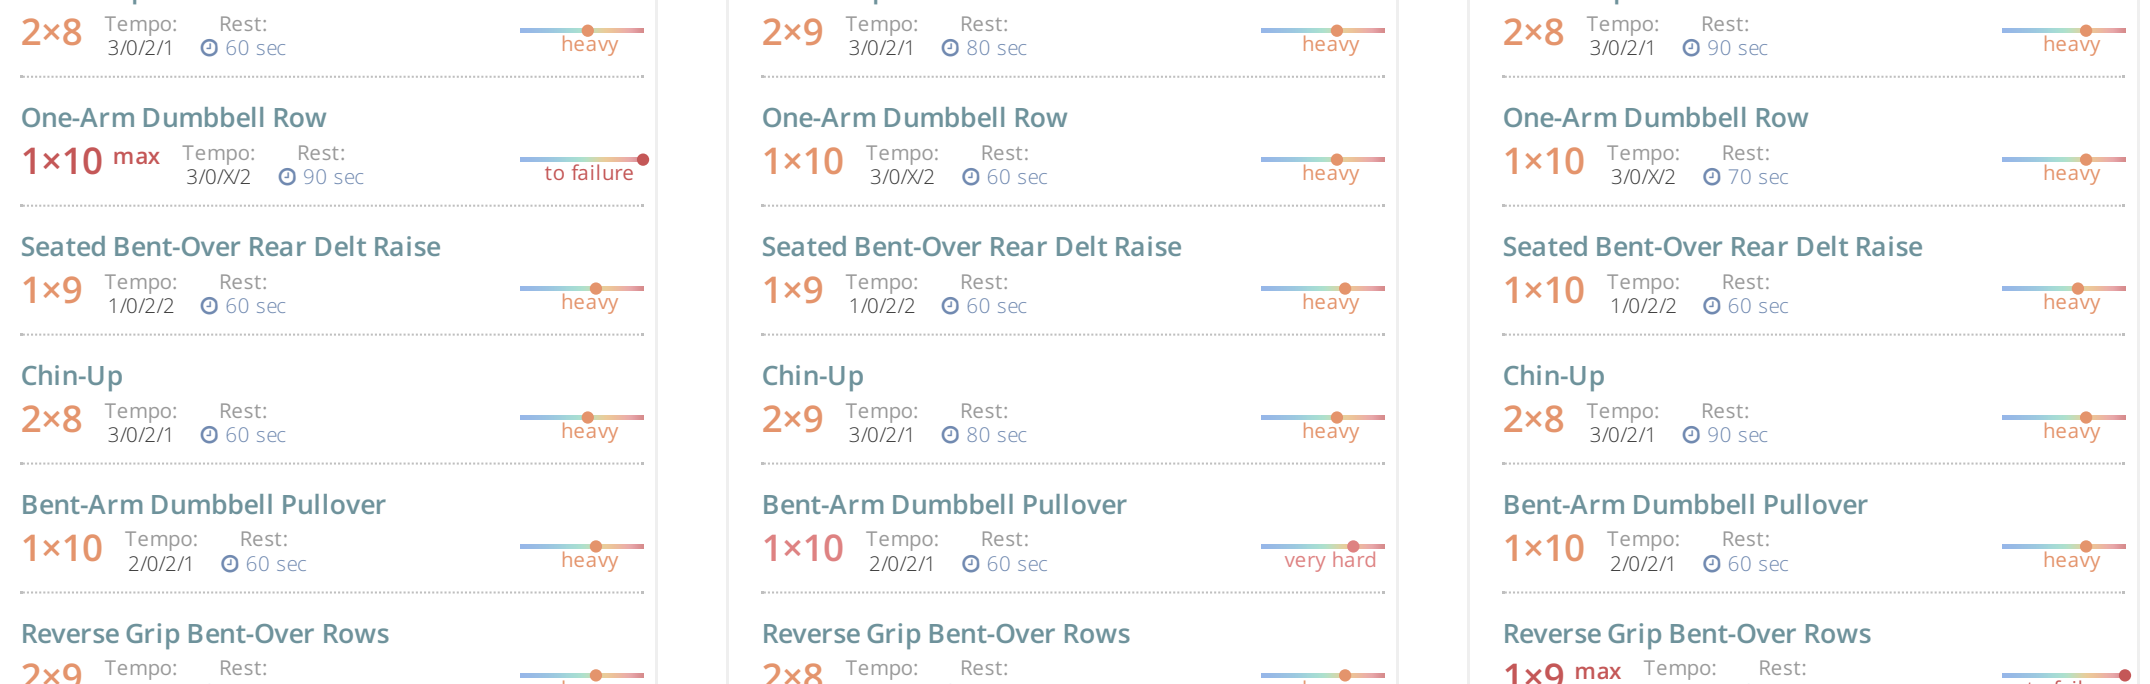 2×8 Tempo: Rest:
3/0/2/1 60 sec
heavy
One-Arm Dumbbell Row
1×10 max Tempo: Rest:
3/0/X/2 90 sec
to failure
Seated Bent-Over Rear Delt Raise
1×9 Tempo: Rest:
1/0/2/2 60 sec
heavy
Chin-Up
2×8 Tempo: Rest:
3/0/2/1 60 sec
heavy
Bent-Arm Dumbbell Pullover
1×10 Tempo: Rest:
2/0/2/1 60 sec
heavy
Reverse Grip Bent-Over Rows
2×9 Tempo: Rest:
2×9 Tempo: Rest:
3/0/2/1 80 sec
heavy
One-Arm Dumbbell Row
1×10 Tempo: Rest:
3/0/X/2 60 sec
heavy
Seated Bent-Over Rear Delt Raise
1×9 Tempo: Rest:
1/0/2/2 60 sec
heavy
Chin-Up
2×9 Tempo: Rest:
3/0/2/1 80 sec
heavy
Bent-Arm Dumbbell Pullover
1×10 Tempo: Rest:
2/0/2/1 60 sec
very hard
Reverse Grip Bent-Over Rows
2×8 Tempo: Rest:
2×8 Tempo: Rest:
3/0/2/1 90 sec
heavy
One-Arm Dumbbell Row
1×10 Tempo: Rest:
3/0/X/2 70 sec
heavy
Seated Bent-Over Rear Delt Raise
1×10 Tempo: Rest:
1/0/2/2 60 sec
heavy
Chin-Up
2×8 Tempo: Rest:
3/0/2/1 90 sec
heavy
Bent-Arm Dumbbell Pullover
1×10 Tempo: Rest:
2/0/2/1 60 sec
heavy
Reverse Grip Bent-Over Rows
1×9 max Tempo: Rest: